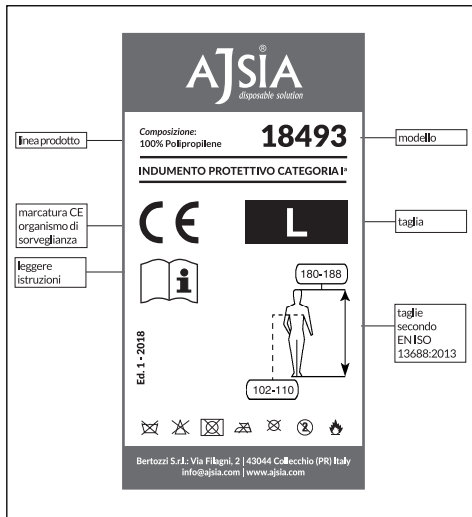 AJSIA®
disposable solution
linea prodotto
Composizione:
100% Polipropilene
18493
modello
INDUMENTO PROTETTIVO CATEGORIA Iª
marcatura CE
organismo di
sorveglianza
CE
L
taglia
leggere
istruzioni
i
180-188
taglie
secondo
EN ISO
13688:2013
Ed. 1 - 2018
102-110
2
Bertozzi S.r.l.: Via Filagni, 2 | 43044 Collecchio (PR) Italy
info@ajsia.com | www.ajsia.com